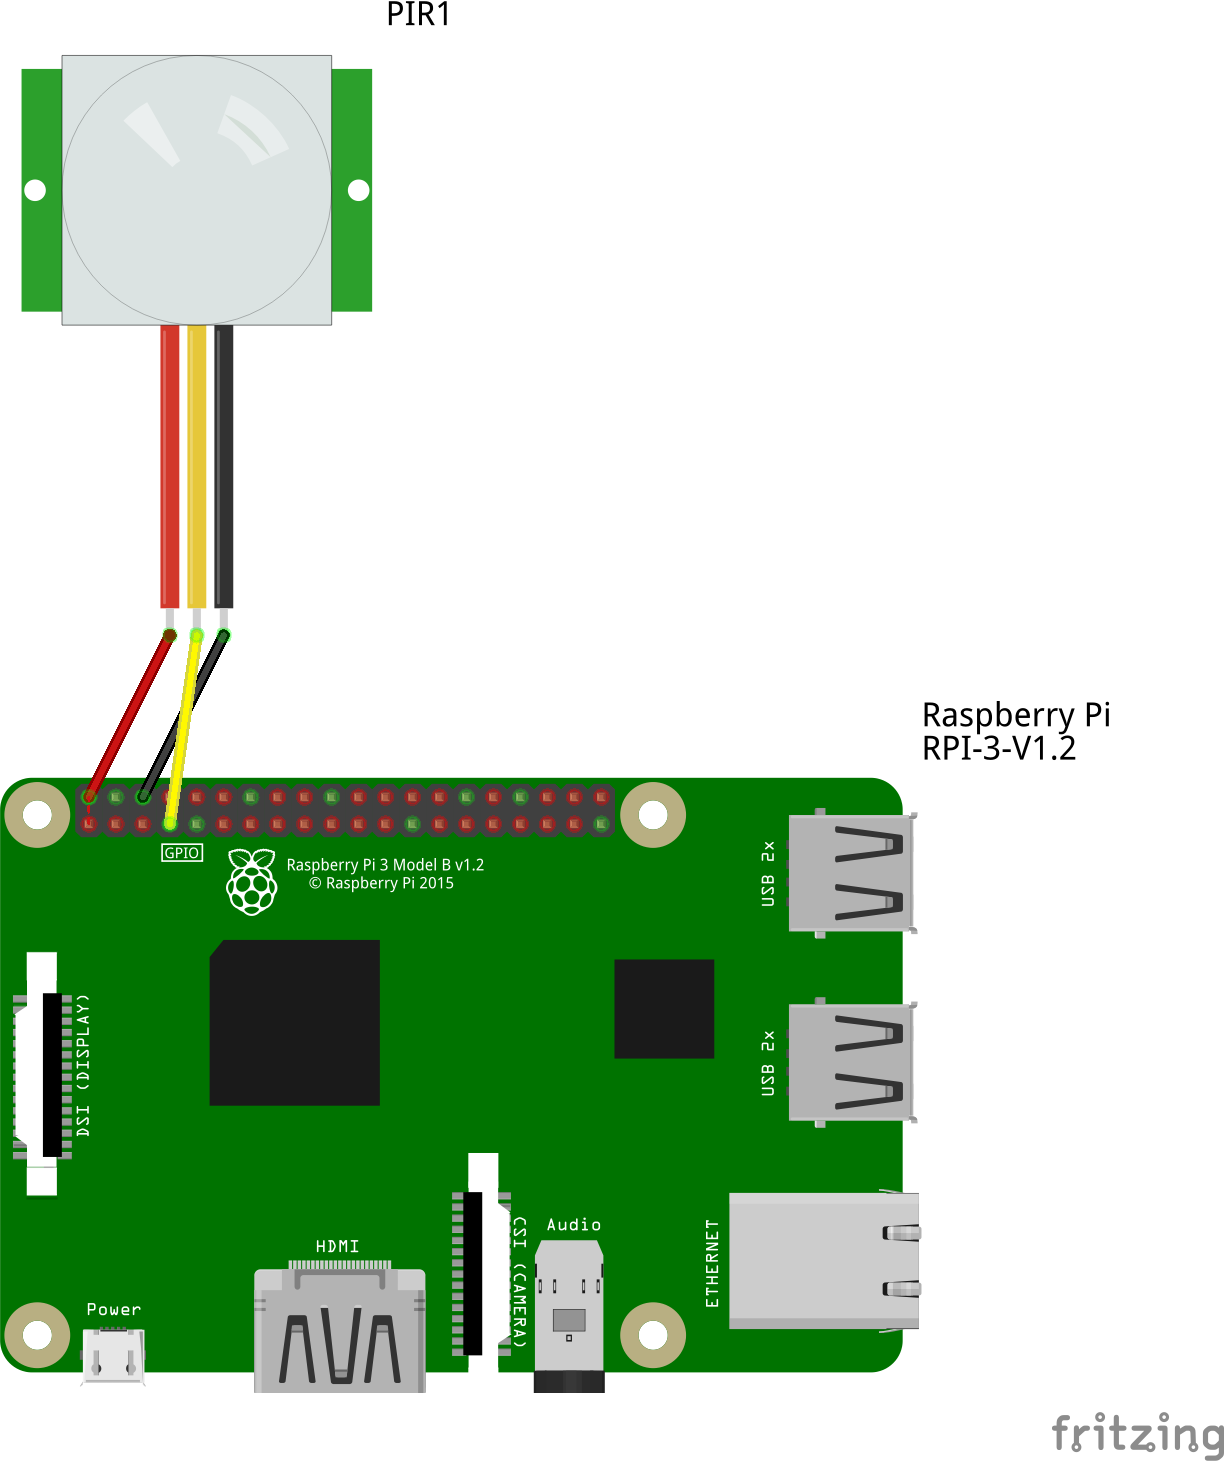 PIR1
Raspberry Pi
RPI-3-V1.2
GPIO
Raspberry Pi 3 Model B v1.2
© Raspberry Pi 2015
USB 2x
DSI (DISPLAY)
USB 2x
HDMI
CSI (CAMERA)
Audio
ETHERNET
Power
fritzing